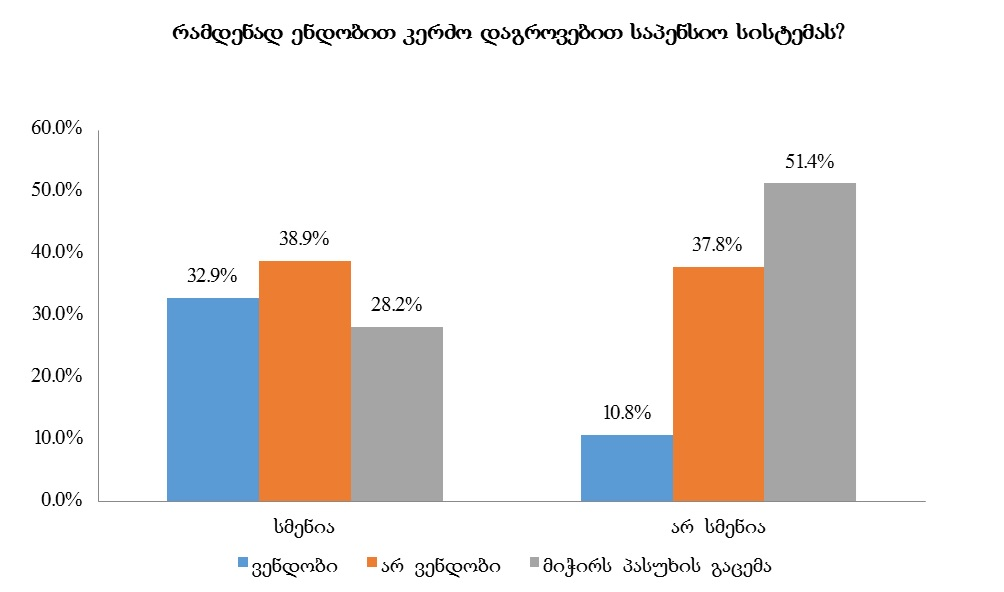 რამდენად ენდობით კერძო დაგროვებით საპენსიო სისტემას?
60.0%
50.0%
40.0%
30.0%
20.0%
10.0%
0.0%
32.9%
38.9%
28.2%
10.8%
37.8%
51.4%
სმენია
არ სმენია
ვენდობი
არ ვენდობი
მიჭირს პასუხის გაცემა